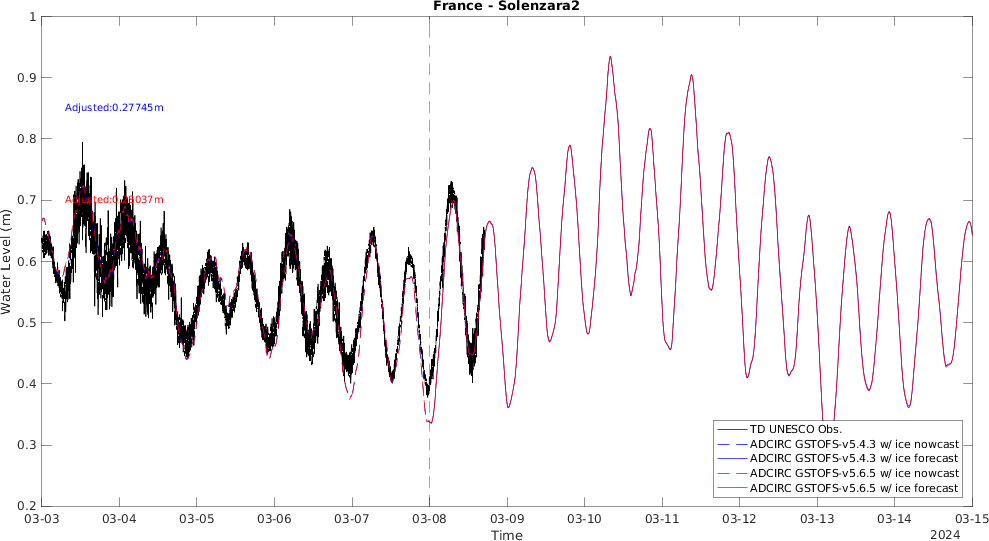 France - Solenzara2
1
0.9
0.8
0.7
0.6
0.5
0.4
0.3
0.2
Water Level (m)
Adjusted:0.27745m
03-03
03-04
03-05
03-06
03-07
03-08
03-09
03-10
03-11
03-12
03-13
03-14
03-15
Time
2024
TD UNESCO Obs.
ADCIRC GSTOFS-v5.4.3 w/ ice nowcast
ADCIRC GSTOFS-v5.4.3 w/ ice forecast
ADCIRC GSTOFS-v5.6.5 w/ ice nowcast
ADCIRC GSTOFS-v5.6.5 w/ ice forecast